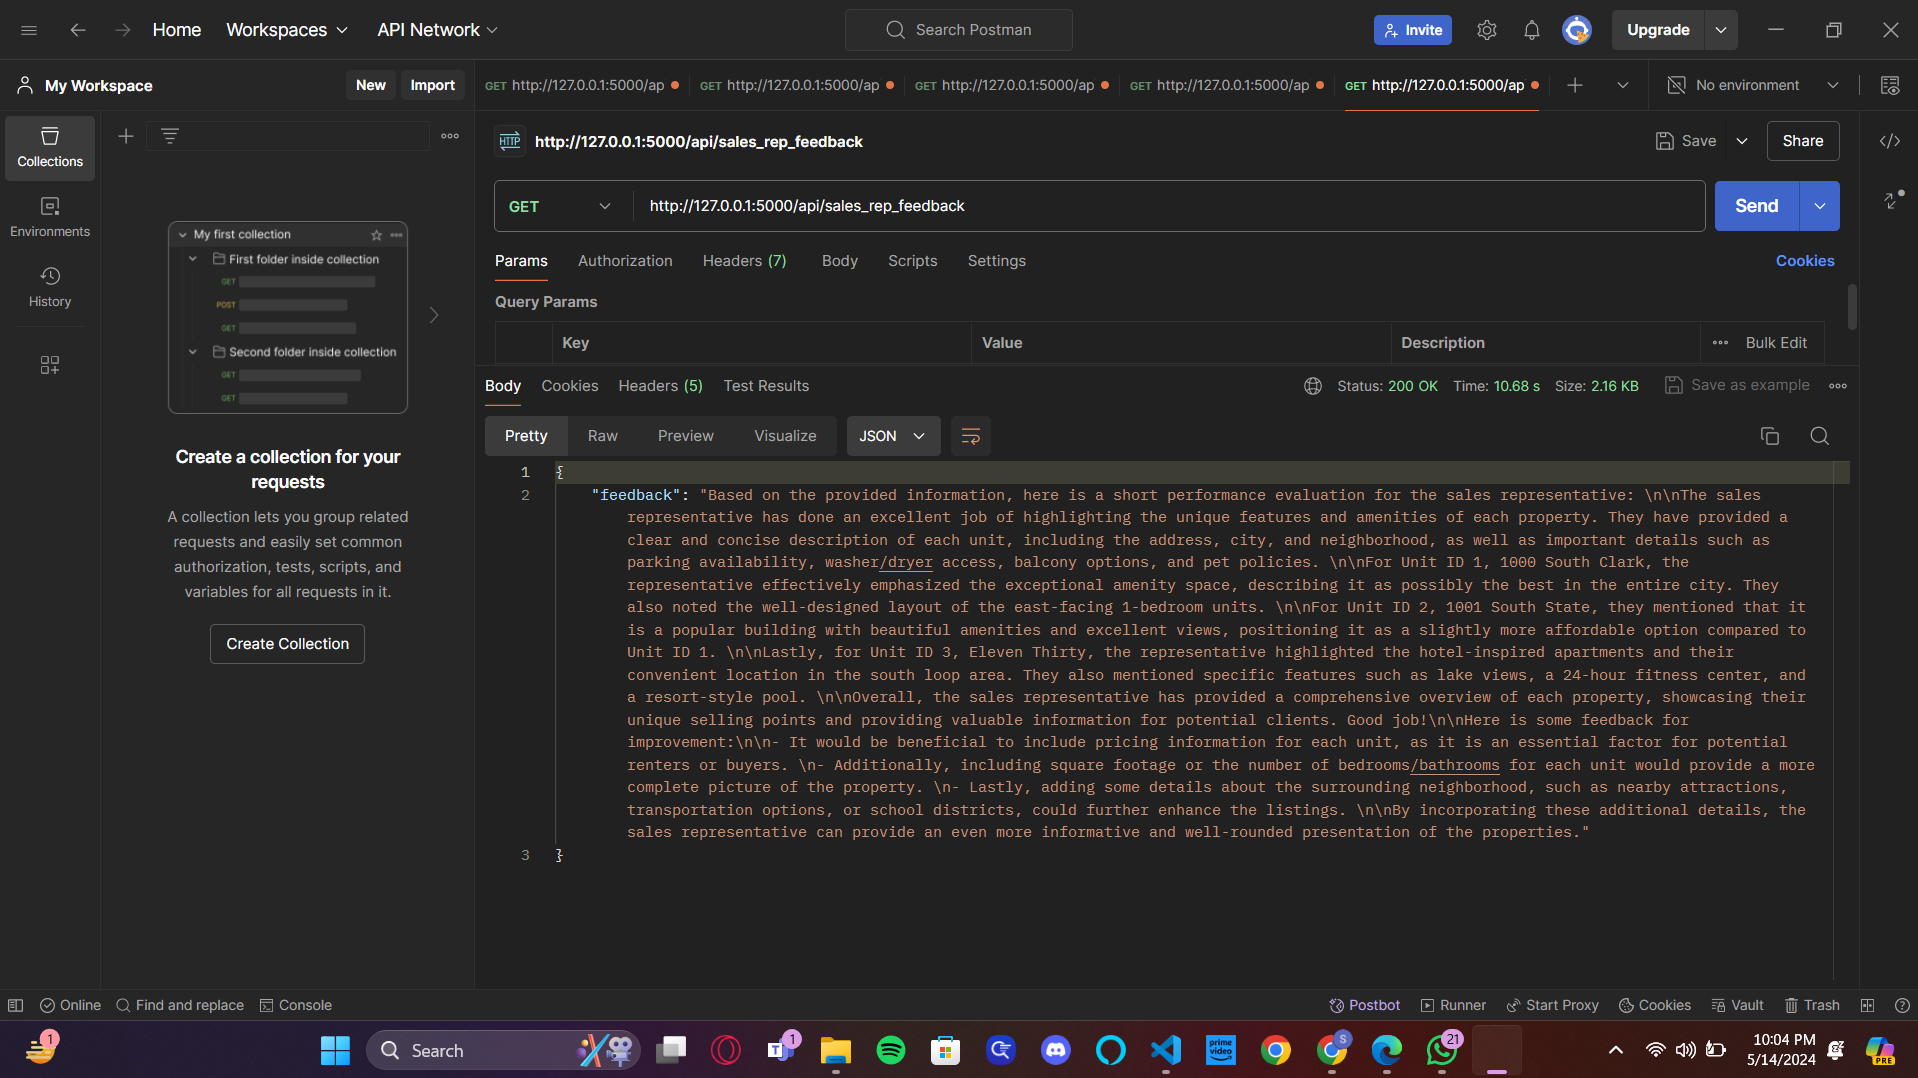 Home
Workspaces
API Network
Search Postman
Invite
Upgrade
My Workspace
New
Import
GET http://127.0.0.1:5000/ap
GET http://127.0.0.1:5000/ap
GET http://127.0.0.1:5000/ap
GET http://127.0.0.1:5000/ap
GET http://127.0.0.1:5000/ap
No environment
Collections
Environments
History
HTTP
http://127.0.0.1:5000/api/sales_rep_feedback
Save
Share
GET
http://127.0.0.1:5000/api/sales_rep_feedback
Send
Params
Authorization
Headers (7)
Body
Scripts
Settings
Cookies
Query Params
Key
Value
Description
Bulk Edit
My first collection
First folder inside collection
GET
POST
GET
Second folder inside collection
GET
GET
Create a collection for your
requests
A collection lets you group related
requests and easily set common
authorization, tests, scripts, and
variables for all requests in it.
Create Collection
Body
Cookies
Headers (5)
Test Results
Status: 200 OK
Time: 10.68 s
Size: 2.16 KB
Save as example
Pretty
Raw
Preview
Visualize
JSON
1 {
2 "feedback": "Based on the provided information, here is a short performance evaluation for the sales representative: \n\nThe sales
representative has done an excellent job of highlighting the unique features and amenities of each property. They have provided a
clear and concise description of each unit, including the address, city, and neighborhood, as well as important details such as
parking availability, washer/dryer access, balcony options, and pet policies. \n\nFor Unit ID 1, 1000 South Clark, the
representative effectively emphasized the exceptional amenity space, describing it as possibly the best in the entire city. They
also noted the well-designed layout of the east-facing 1-bedroom units. \n\nFor Unit ID 2, 1001 South State, they mentioned that it
is a popular building with beautiful amenities and excellent views, positioning it as a slightly more affordable option compared to
Unit ID 1. \n\nLastly, for Unit ID 3, Eleven Thirty, the representative highlighted the hotel-inspired apartments and their
convenient location in the south loop area. They also mentioned specific features such as lake views, a 24-hour fitness center, and
a resort-style pool. \n\nOverall, the sales representative has provided a comprehensive overview of each property, showcasing their
unique selling points and providing valuable information for potential clients. Good job!\n\nHere is some feedback for
improvement:\n\n- It would be beneficial to include pricing information for each unit, as it is an essential factor for potential
renters or buyers. \n- Additionally, including square footage or the number of bedrooms/bathrooms for each unit would provide a more
complete picture of the property. \n- Lastly, adding some details about the surrounding neighborhood, such as nearby attractions,
transportation options, or school districts, could further enhance the listings. \n\nBy incorporating these additional details, the
sales representative can provide an even more informative and well-rounded presentation of the properties."
3 }
Online
Find and replace
Console
Postbot
Runner
Start Proxy
Cookies
Vault
Trash
1
Search
1
prime video
S
21
10:04 PM
5/14/2024
PRE